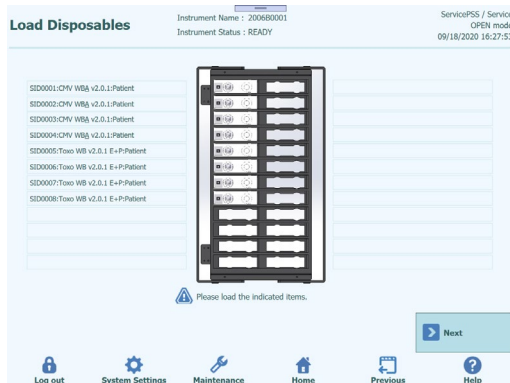 Load Disposables
Instrument Name : 2006B0001
Instrument Status : READY
ServicePSS / Service
OPEN mode
09/18/2020 16:27:53
SID0001:CMV WBA v2.0.1:Patient
SID0002:CMV WBA v2.0.1:Patient
SID0003:CMV WBA v2.0.1:Patient
SID0004:CMV WBA v2.0.1:Patient
SID0005:Toxo WB v2.0.1 E+P:Patient
SID0006:Toxo WB v2.0.1 E+P:Patient
SID0007:Toxo WB v2.0.1 E+P:Patient
SID0008:Toxo WB v2.0.1 E+P:Patient
Please load the indicated items.
Next
Log out
System Settings
Maintenance
Home
Previous
Help